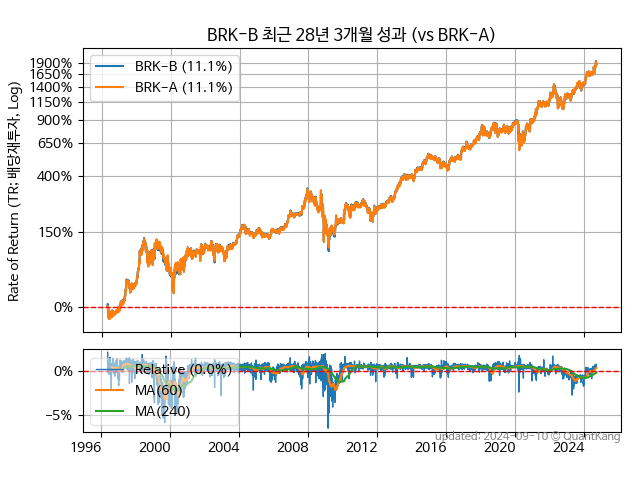 BRK-B 최근 28년 3개월 성과 (vs BRK-A)
Rate of Return (TR: 배당재투자, Log)
1900%
1650%
1400%
1150%
900%
650%
400%
150%
0%
BRK-B (11.1%)
BRK-A (11.1%)
0%
−5%
Relative (0.0%)
MA(60)
MA(240)
1996 2000 2004 2008 2012 2016 2020 2024
updated: 2024-09-10 © QuantKang